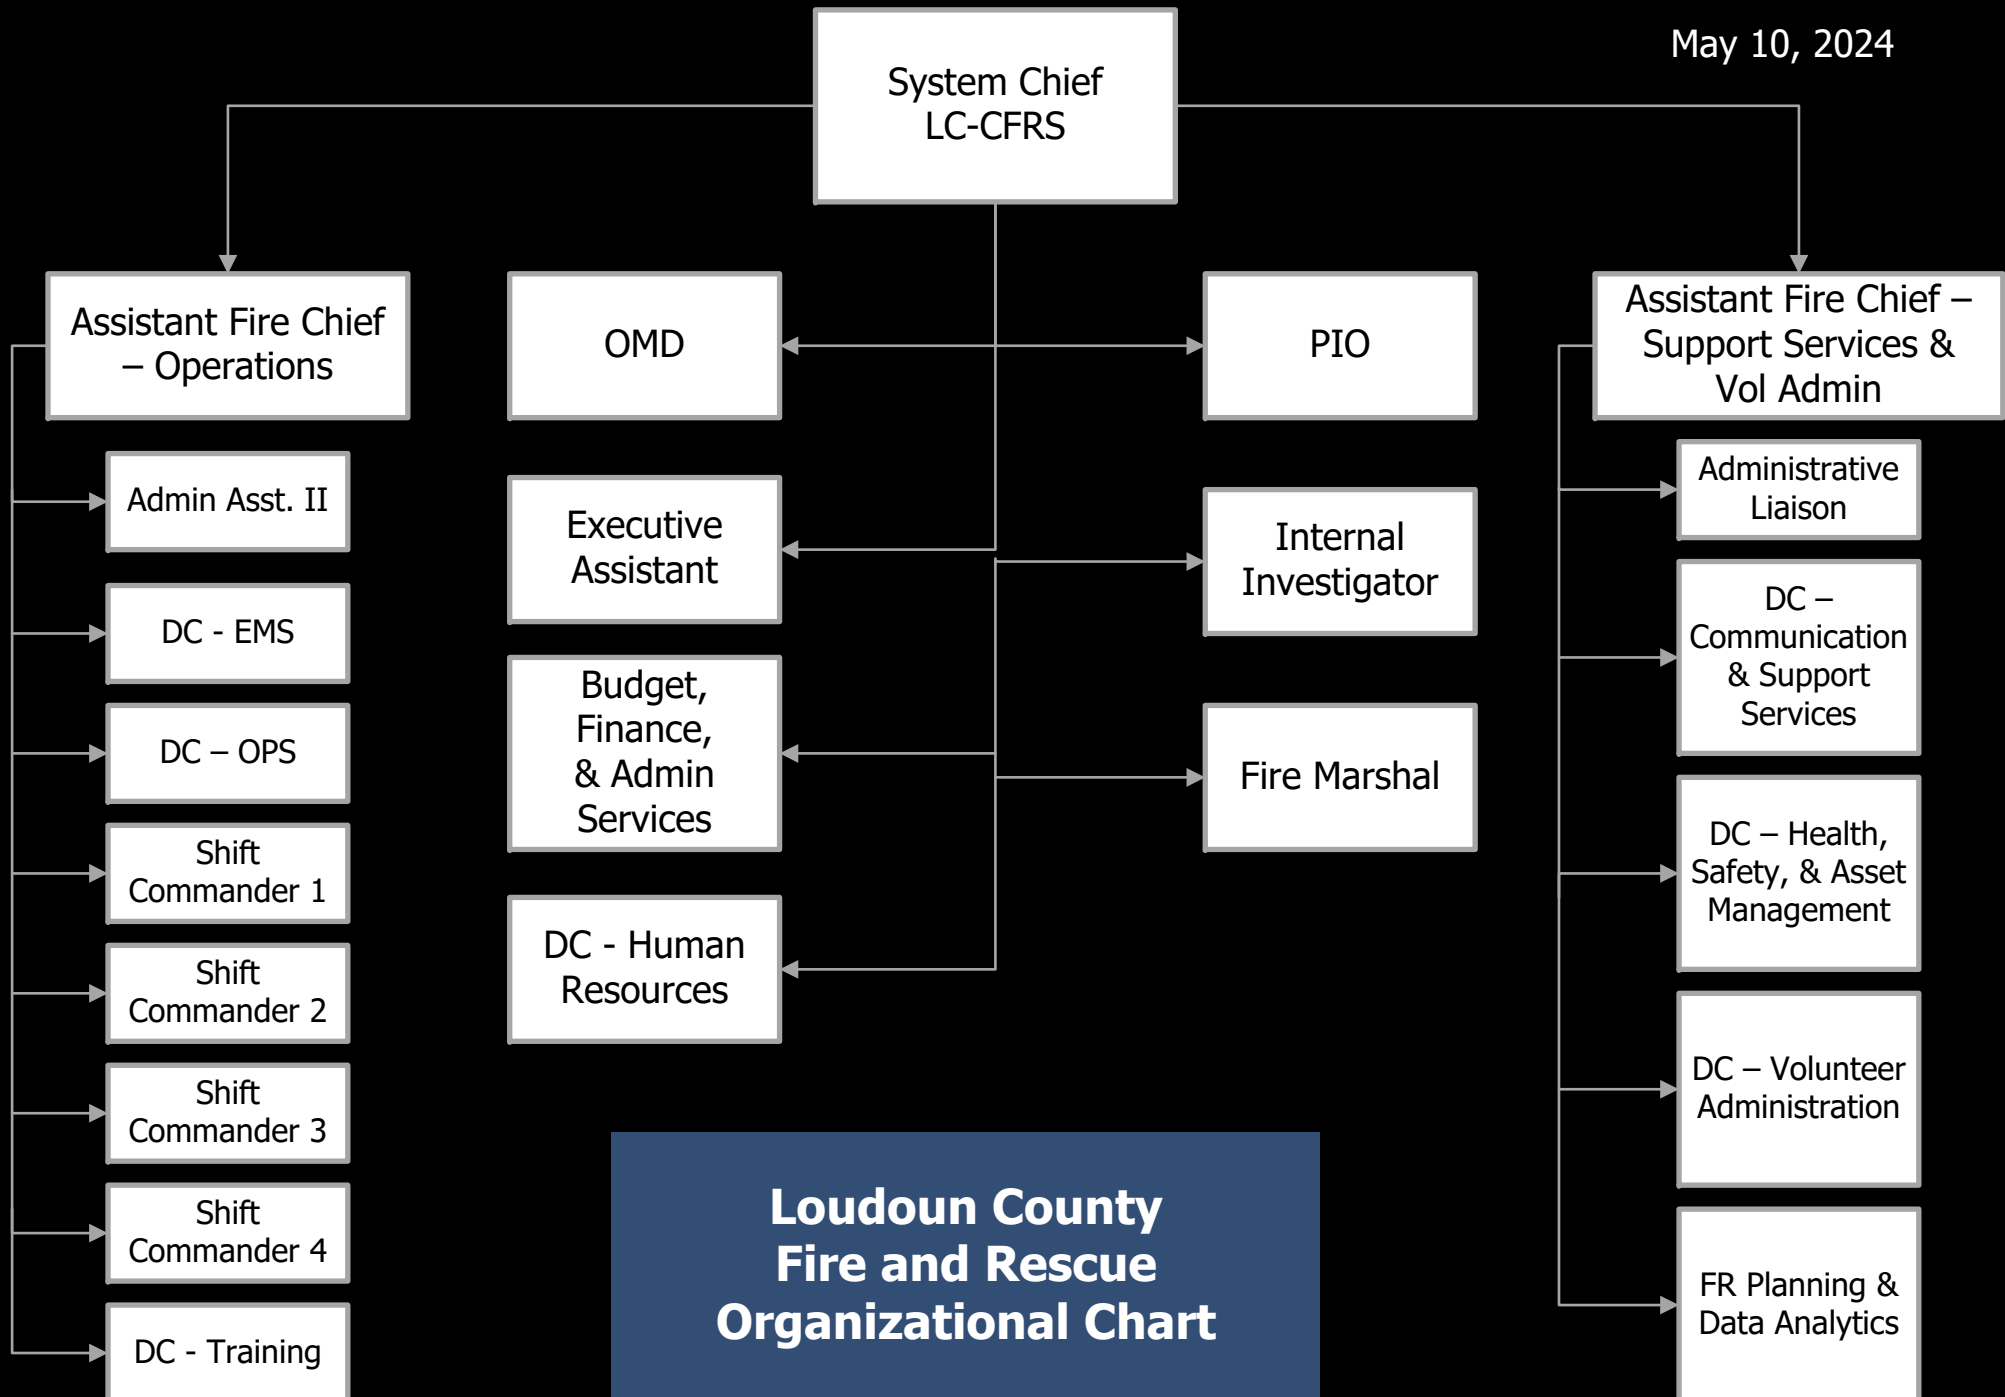 May 10, 2024
System Chief
LC-CFRS
Assistant Fire Chief
– Operations
OMD
PIO
Assistant Fire Chief –
Support Services &
Vol Admin
Admin Asst. II
DC - EMS
DC – OPS
Shift
Commander 1
Shift
Commander 2
Shift
Commander 3
Shift
Commander 4
DC - Training
Executive
Assistant
Budget,
Finance,
& Admin
Services
DC - Human
Resources
Internal
Investigator
Fire Marshal
Administrative
Liaison
DC –
Communication
& Support
Services
DC – Health,
Safety, & Asset
Management
DC – Volunteer
Administration
FR Planning &
Data Analytics
Loudoun County
Fire and Rescue
Organizational Chart